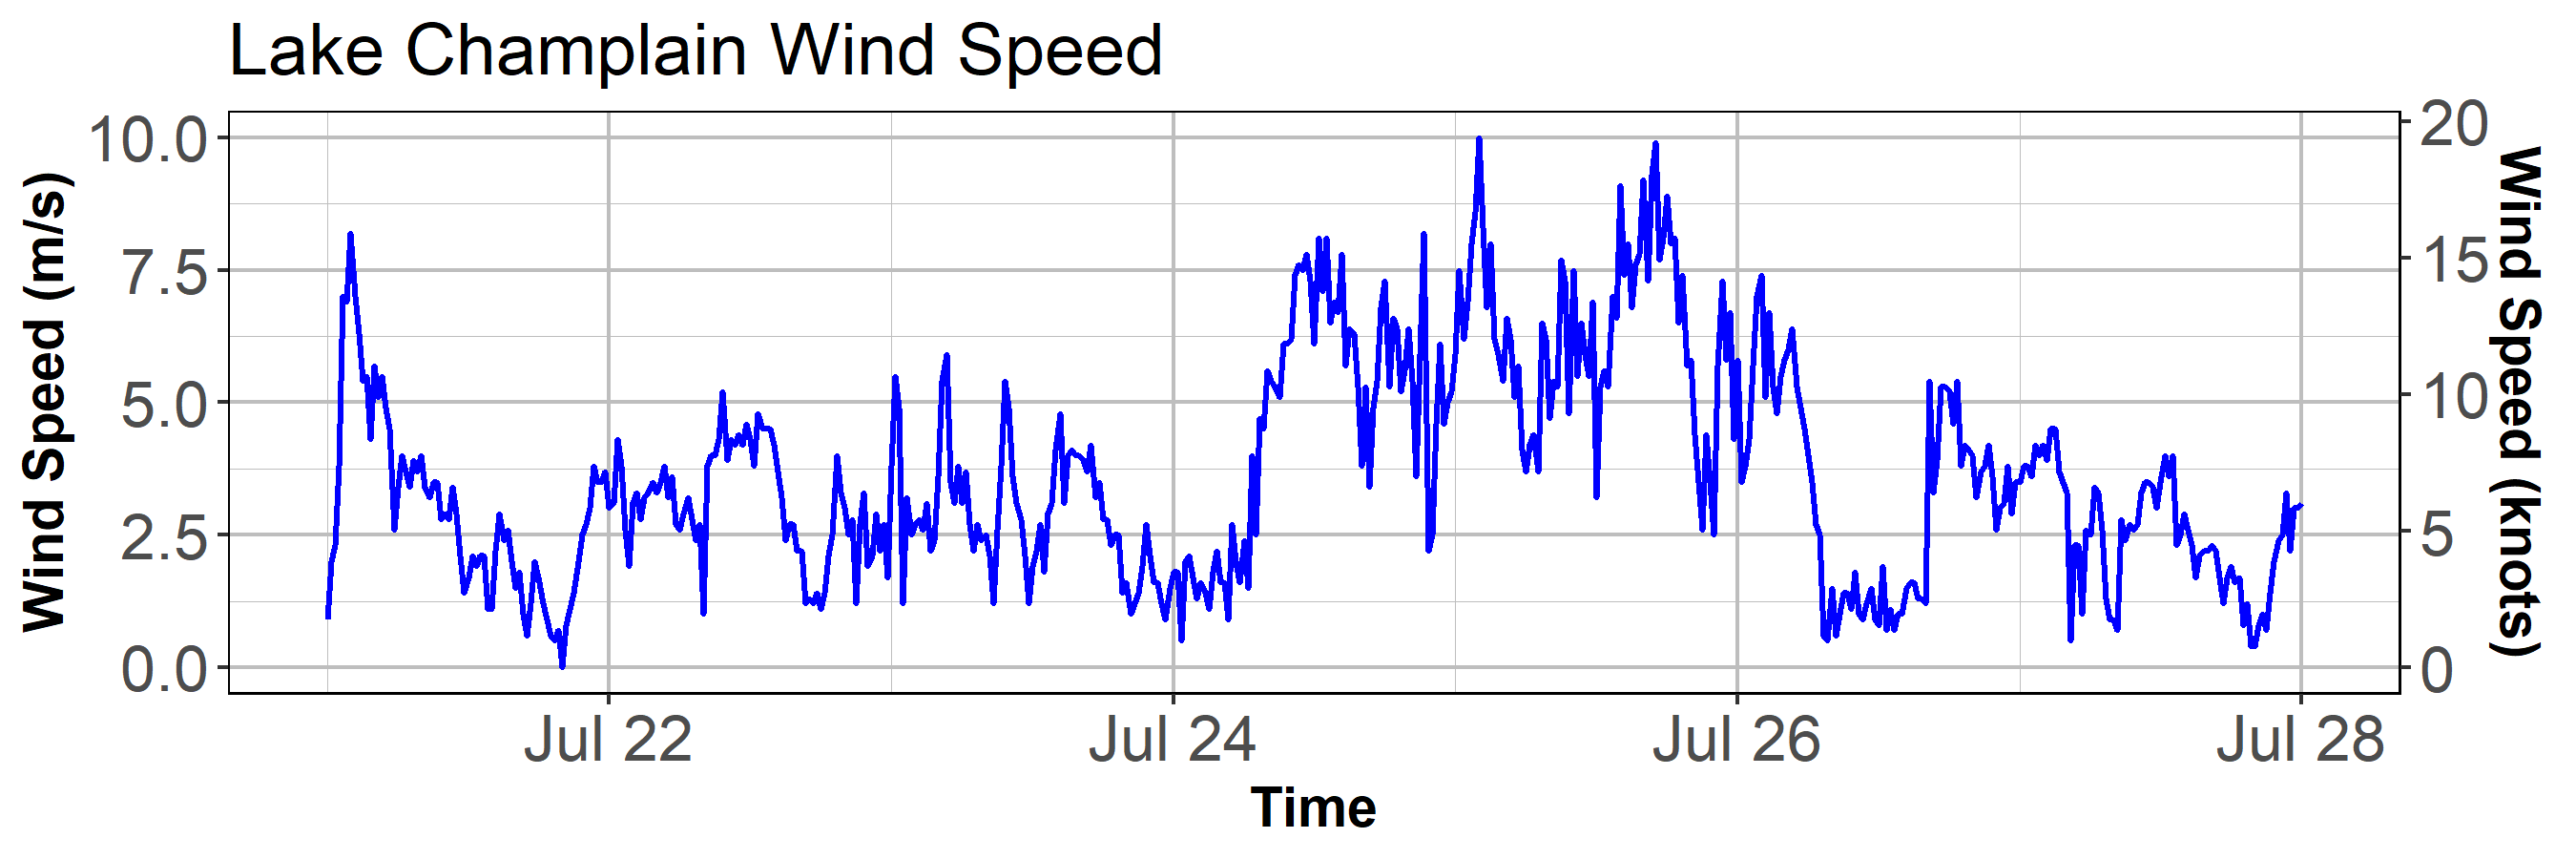 Lake Champlain Wind Speed
Wind Speed (m/s)
10.0
7.5
5.0
2.5
0.0
20
15
10
5
0
Wind Speed (knots)
Jul 22
Jul 24
Jul 26
Jul 28
Time